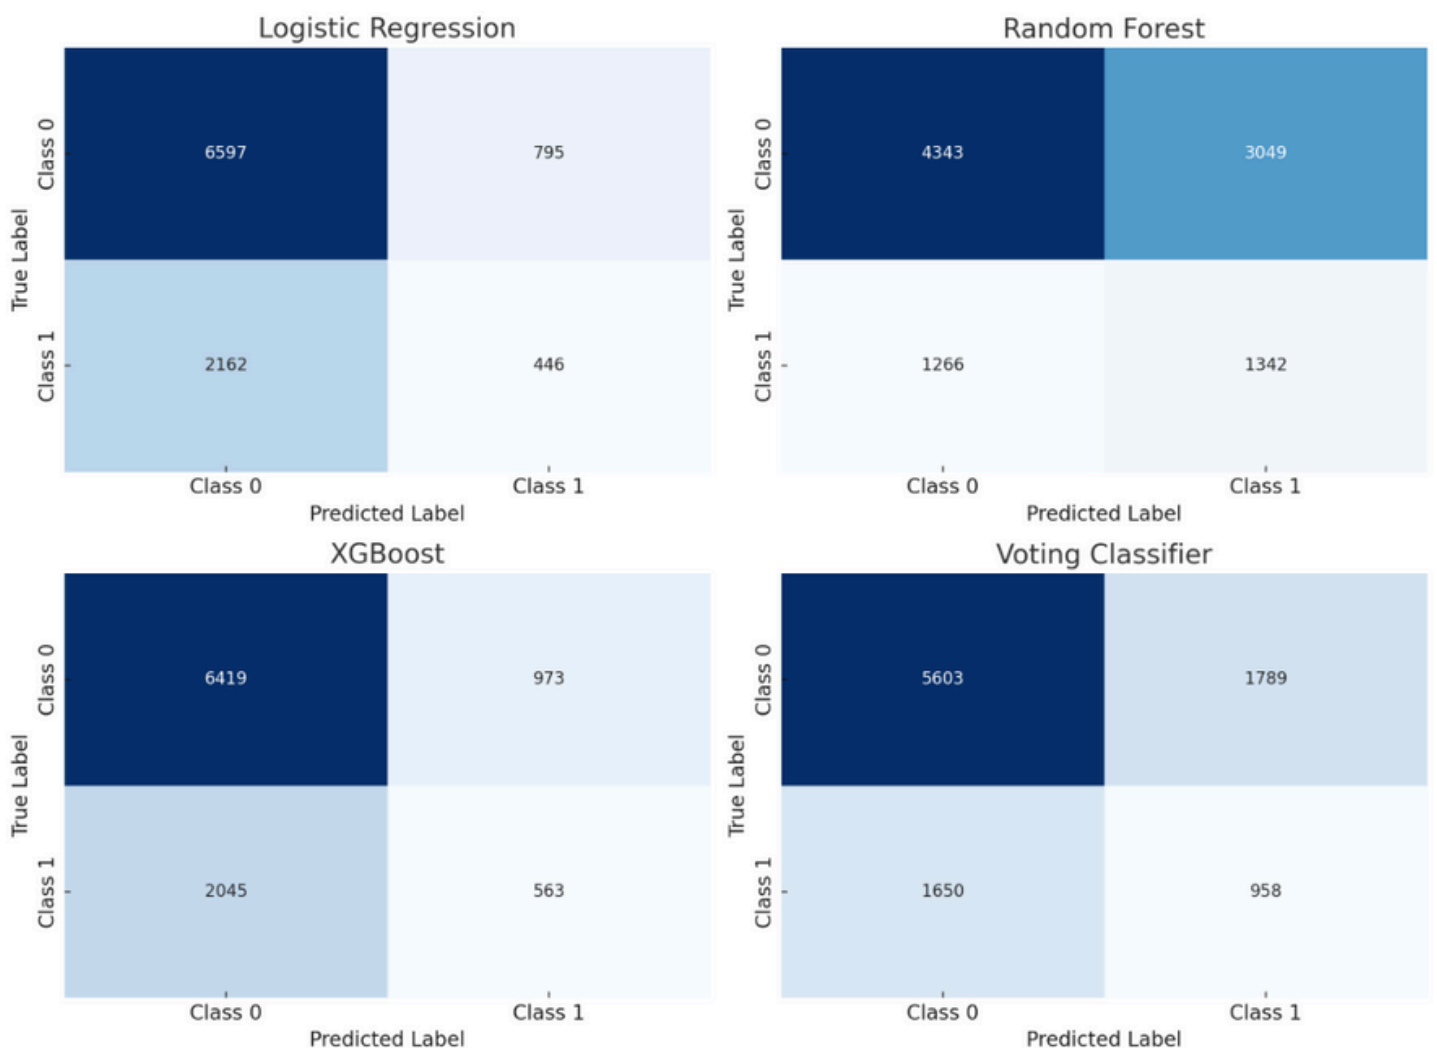 Logistic Regression
True Label
Class 0
Class 1
6597
795
2162
446
Class 0
Class 1
Predicted Label
Random Forest
True Label
Class 0
Class 1
4343
3049
1266
1342
Class 0
Class 1
Predicted Label
XGBoost
True Label
Class 0
Class 1
6419
973
2045
563
Class 0
Class 1
Predicted Label
Voting Classifier
True Label
Class 0
Class 1
5603
1789
1650
958
Class 0
Class 1
Predicted Label